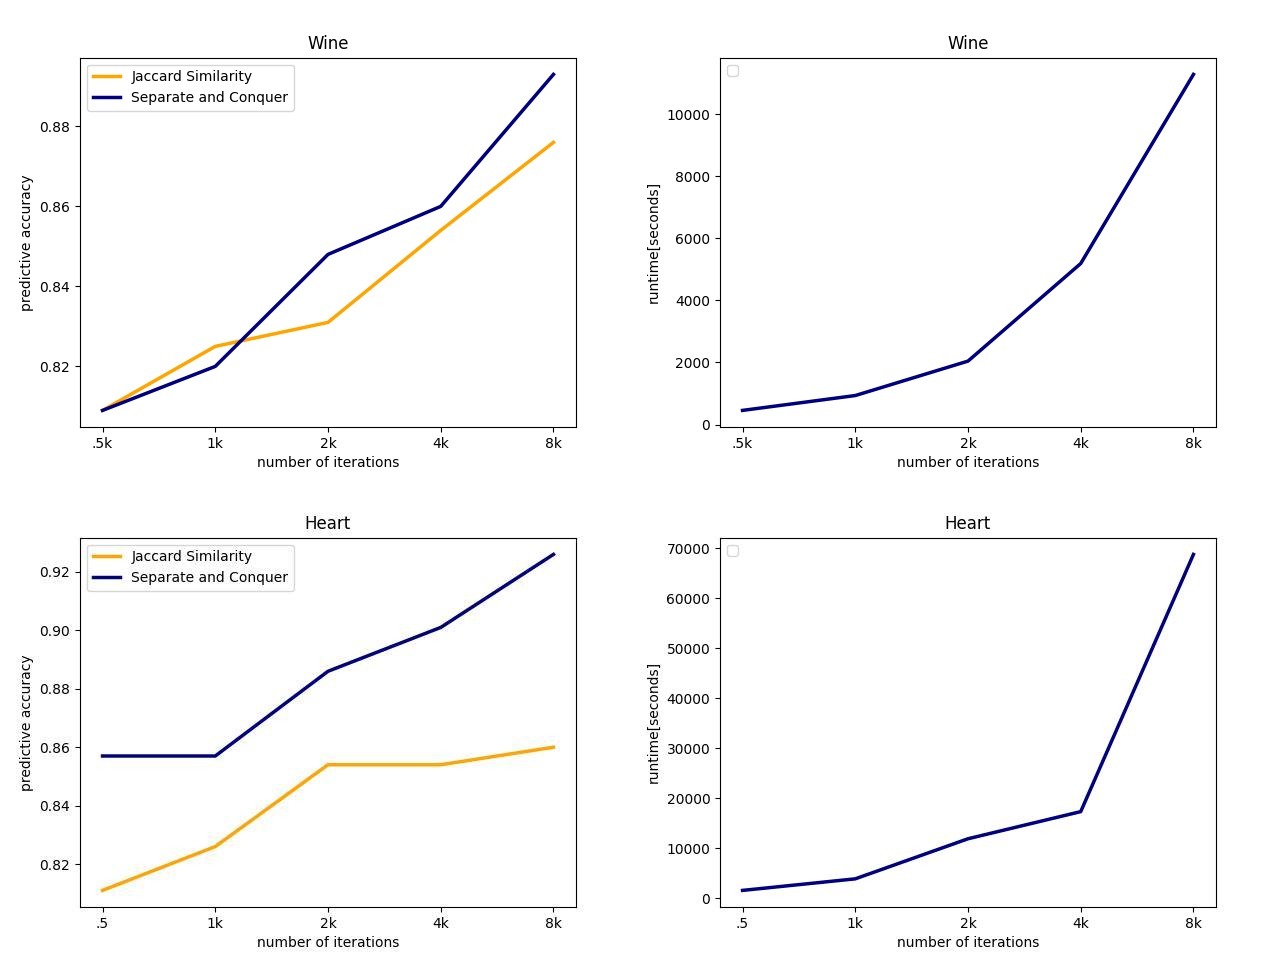 Wine
Jaccard Similarity
Separate and Conquer
predictive accuracy
0.88
0.86
0.84
0.82
.5k 1k 2k 4k 8k
number of iterations
Wine
runtime[seconds]
10000
8000
6000
4000
2000
0
.5k 1k 2k 4k 8k
number of iterations
Heart
Jaccard Similarity
Separate and Conquer
predictive accuracy
0.92
0.90
0.88
0.86
0.84
0.82
.5 1k 2k 4k 8k
number of iterations
Heart
runtime[seconds]
70000
60000
50000
40000
30000
20000
10000
0
.5 1k 2k 4k 8k
number of iterations